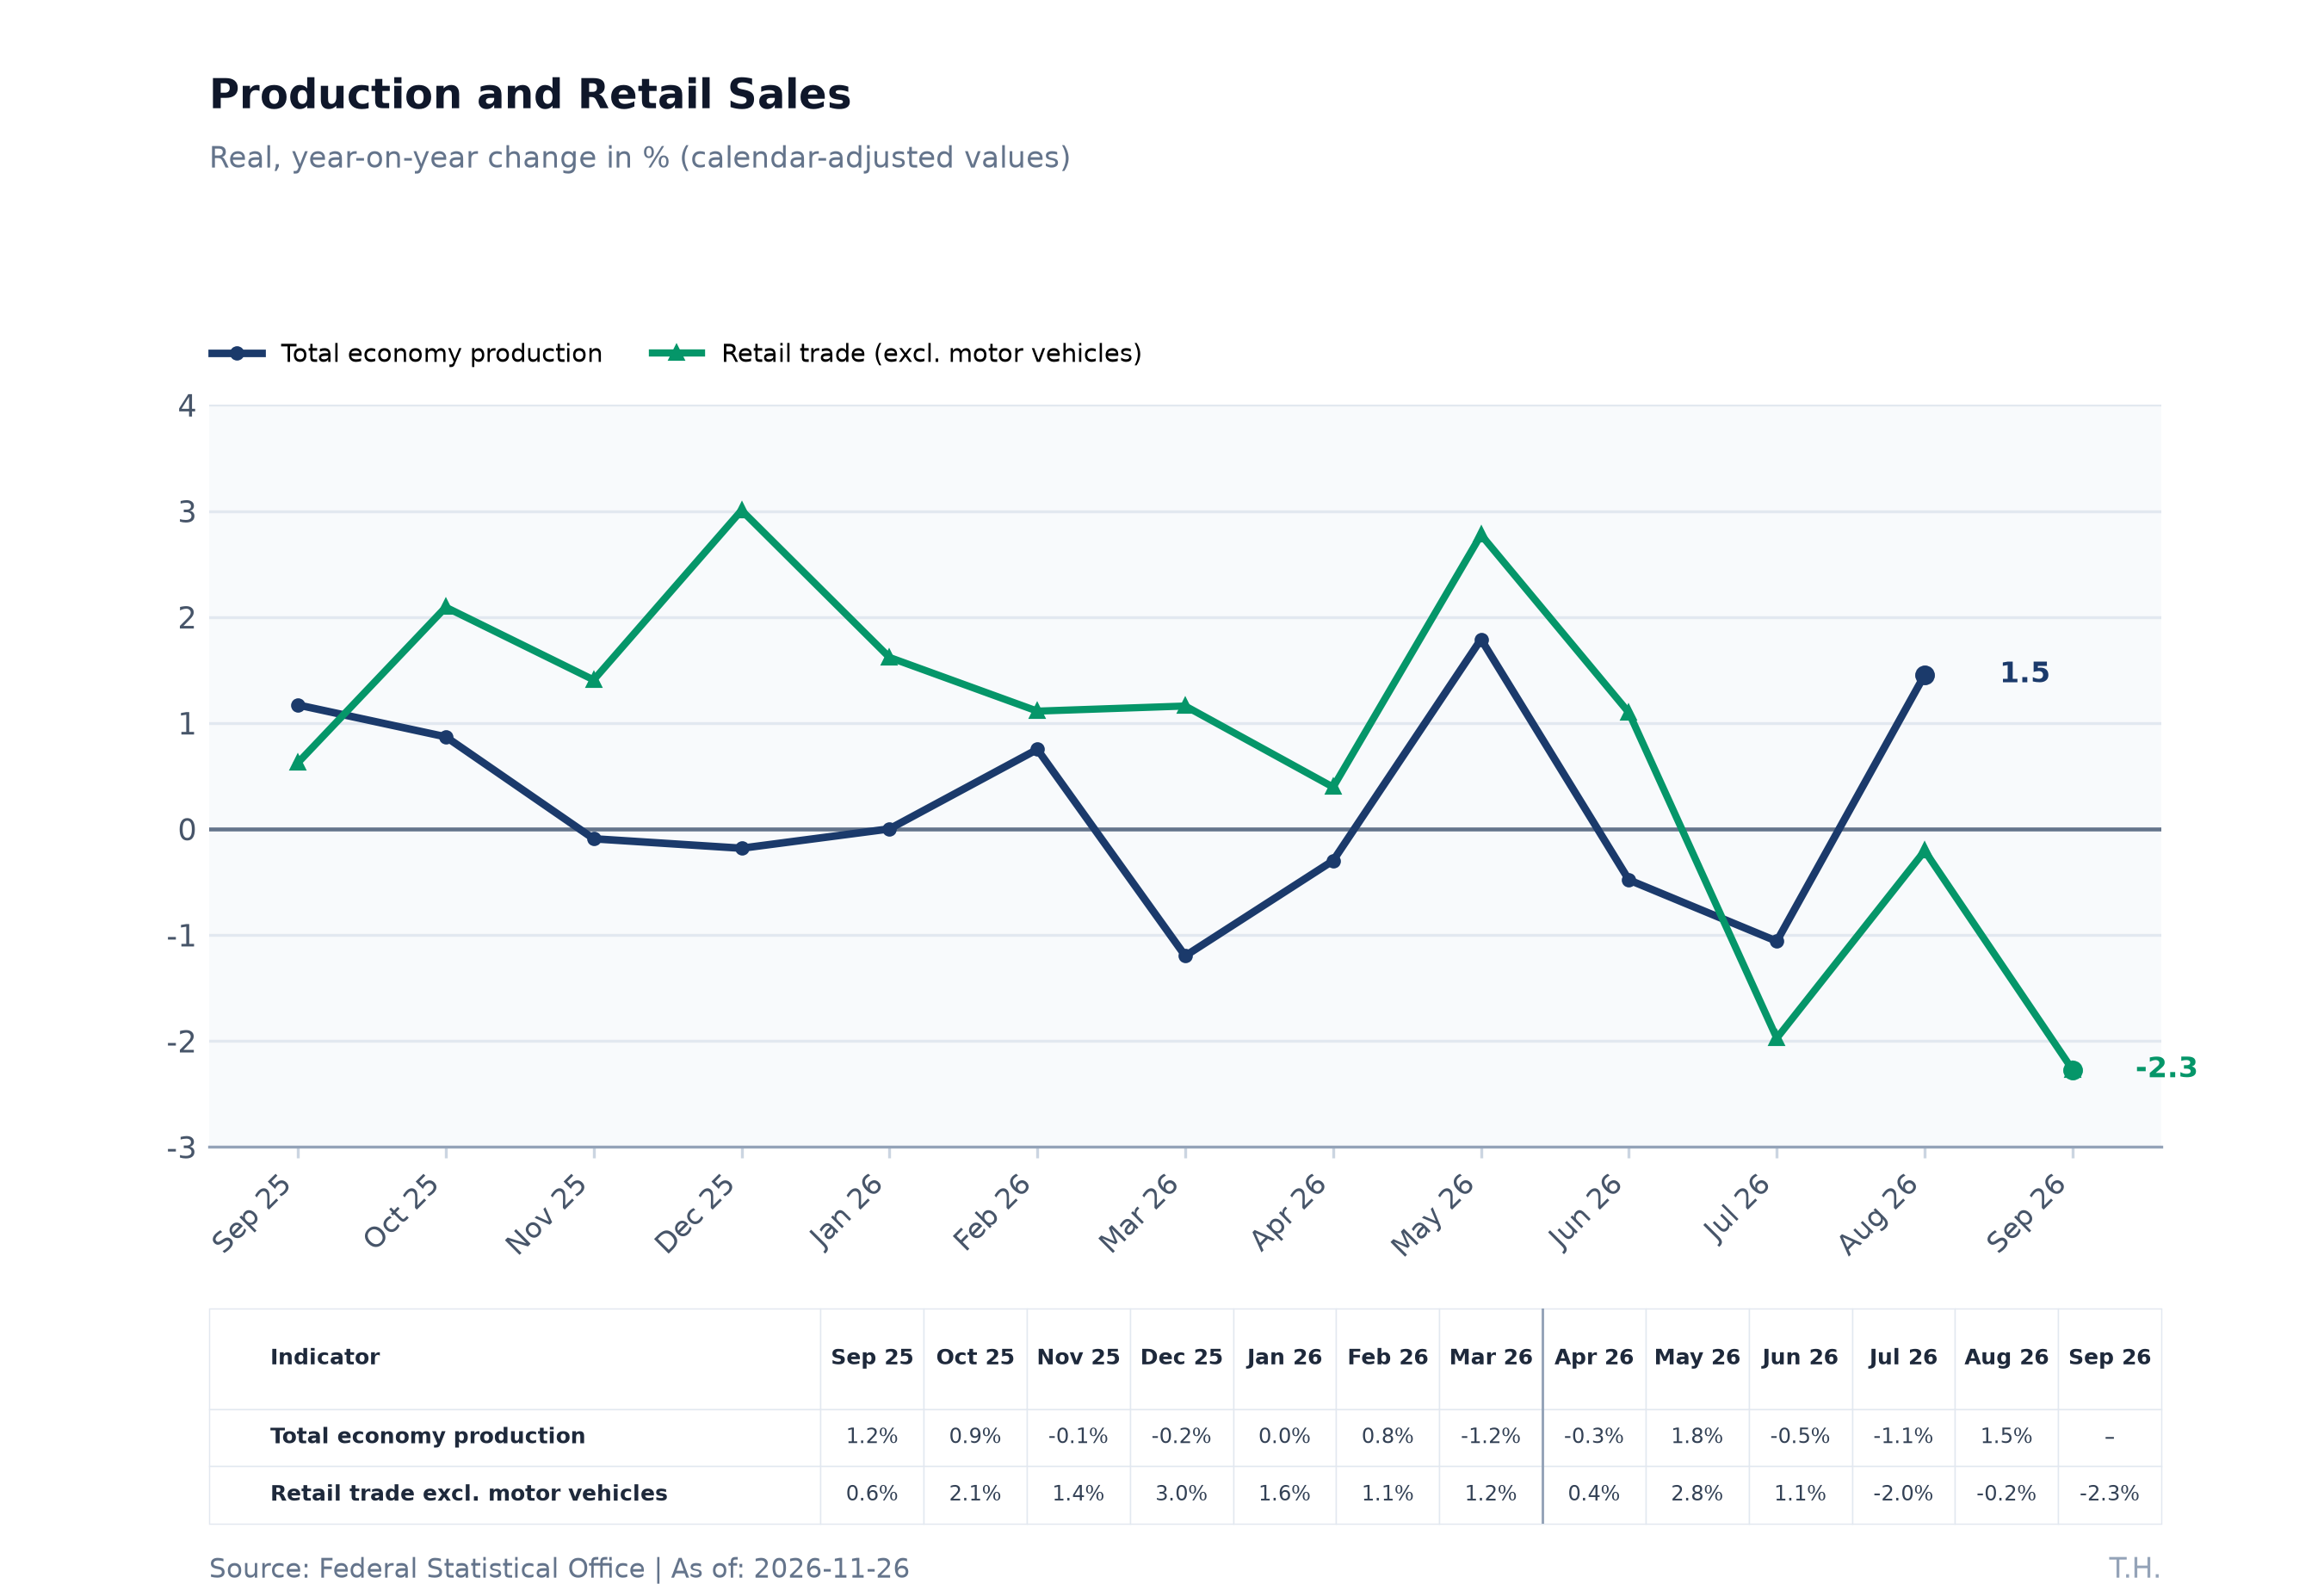 Production and Retail Sales
Real, year-on-year change in % (calendar-adjusted values)
Total economy production Retail trade (excl. motor vehicles)
4
3
2
1
0
-1
-2
-3
1.5
-2.3
Sep 25 Oct 25 Nov 25 Dec 25 Jan 26 Feb 26 Mar 26 Apr 26 May 26 Jun 26 Jul 26 Aug 26 Sep 26
Indicator Sep 25 Oct 25 Nov 25 Dec 25 Jan 26 Feb 26 Mar 26 Apr 26 May 26 Jun 26 Jul 26 Aug 26 Sep 26
Total economy production 1.2% 0.9% -0.1% -0.2% 0.0% 0.8% -1.2% -0.3% 1.8% -0.5% -1.1% 1.5% –
Retail trade excl. motor vehicles 0.6% 2.1% 1.4% 3.0% 1.6% 1.1% 1.2% 0.4% 2.8% 1.1% -2.0% -0.2% -2.3%
Source: Federal Statistical Office | As of: 2026-11-26 T.H.